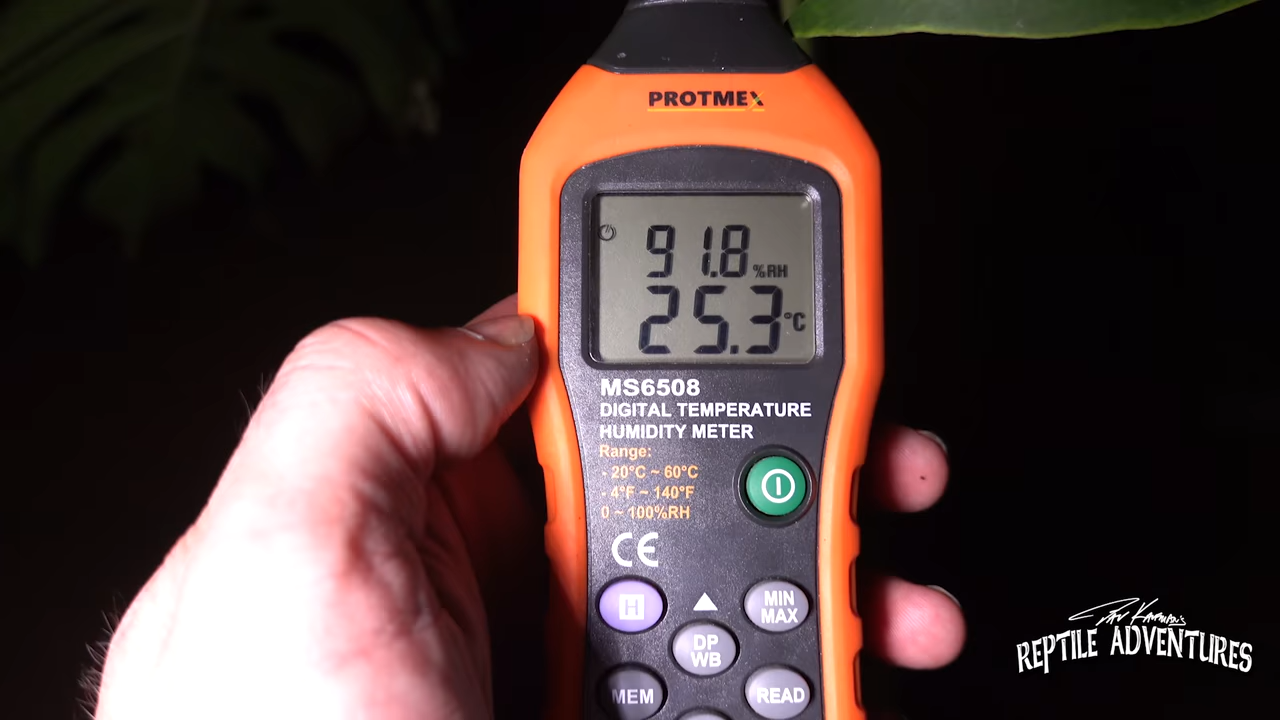 PROTMEX
91.8 %RH
25.3 °C
MS6508
DIGITAL TEMPERATURE
HUMIDITY METER
Range:
- 20°C ~ 60°C
- 4°F ~ 140°F
0 ~ 100%RH
CE
H
MIN
MAX
DP
WB
MEM
READ
REPTILE ADVENTURES